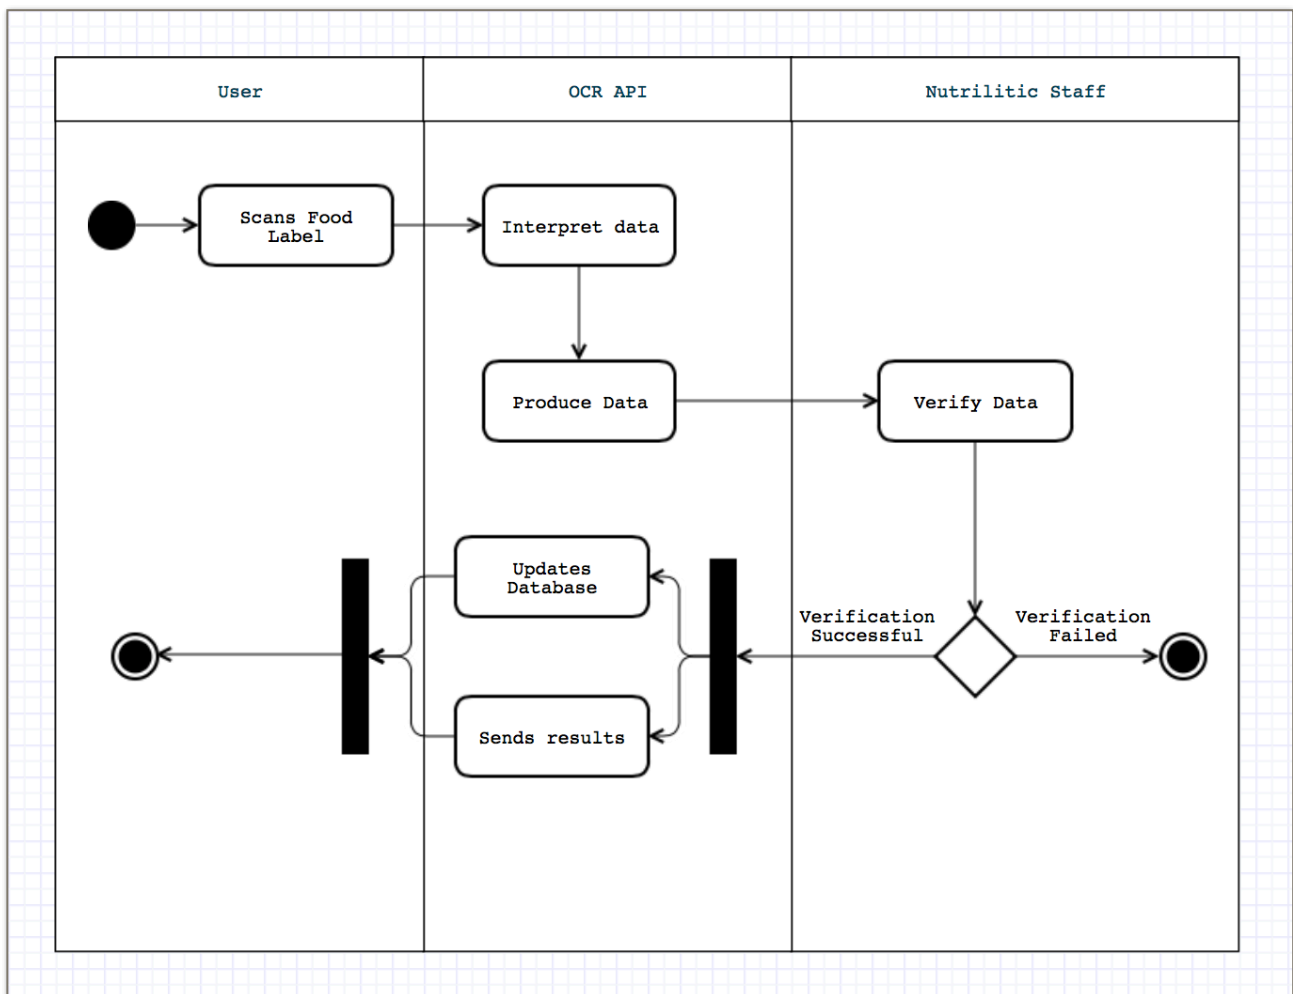 User
OCR API
Nutrilitic Staff
Scans Food
Label
Interpret data
Produce Data
Verify Data
Updates
Database
Verification
Successful
Verification
Failed
Sends results